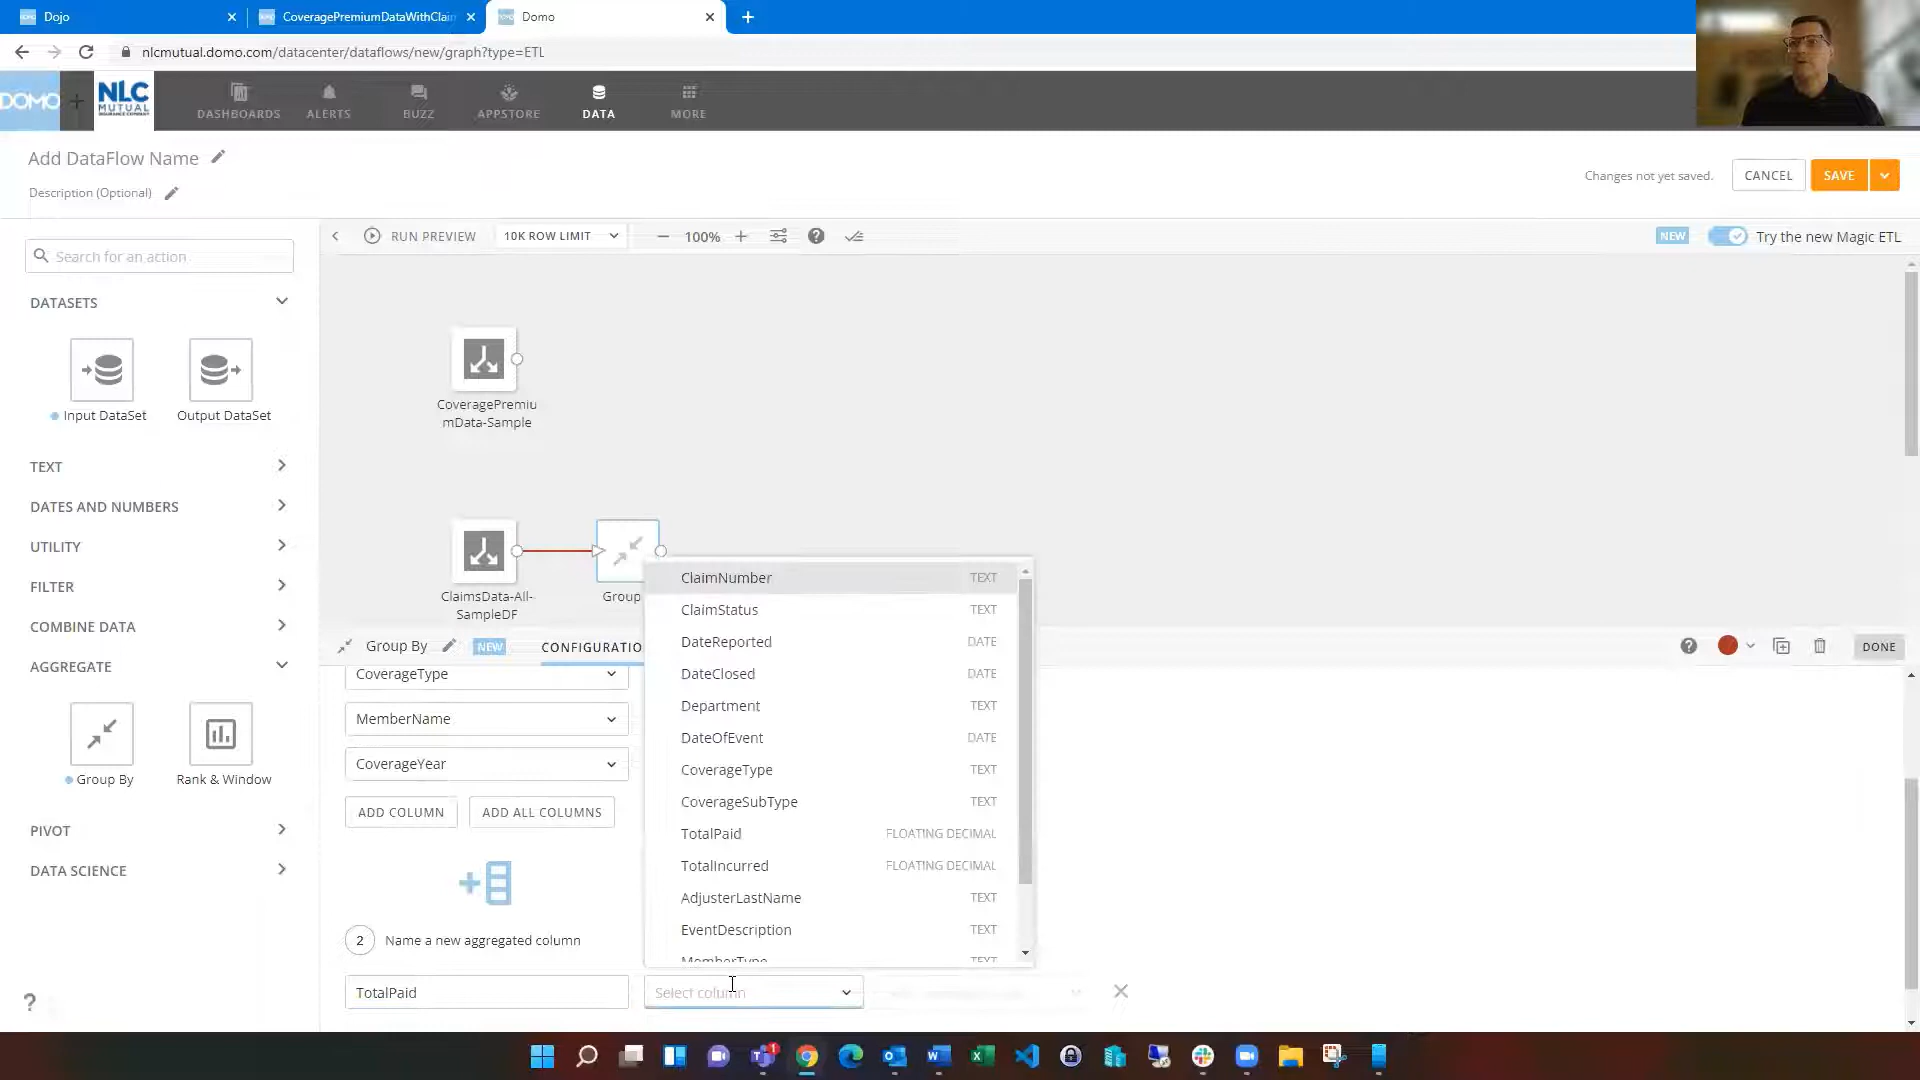 Dojo
CoveragePremiumDataWithClai
Domo
nlcmutual.domo.com/datacenter/dataflows/new/graph?type=ETL
DOMO
NLC
MUTUAL
DASHBOARDS
ALERTS
BUZZ
APPSTORE
DATA
MORE
Add DataFlow Name
Description (Optional)
Changes not yet saved.
CANCEL
SAVE
Search for an action
RUN PREVIEW
10K ROW LIMIT
100%
NEW
Try the new Magic ETL
DATASETS
Input DataSet
Output DataSet
TEXT
DATES AND NUMBERS
UTILITY
FILTER
COMBINE DATA
AGGREGATE
Group By
Rank & Window
PIVOT
DATA SCIENCE
CoveragePremiu
mData-Sample
ClaimsData-All-
SampleDF
Group
Group By
NEW
CONFIGURATIO
DONE
CoverageType
MemberName
CoverageYear
ADD COLUMN
ADD ALL COLUMNS
2
Name a new aggregated column
TotalPaid
Select column
ClaimNumber TEXT
ClaimStatus TEXT
DateReported DATE
DateClosed DATE
Department TEXT
DateOfEvent DATE
CoverageType TEXT
CoverageSubType TEXT
TotalPaid FLOATING DECIMAL
TotalIncurred FLOATING DECIMAL
AdjusterLastName TEXT
EventDescription TEXT
MemberType TEXT
1